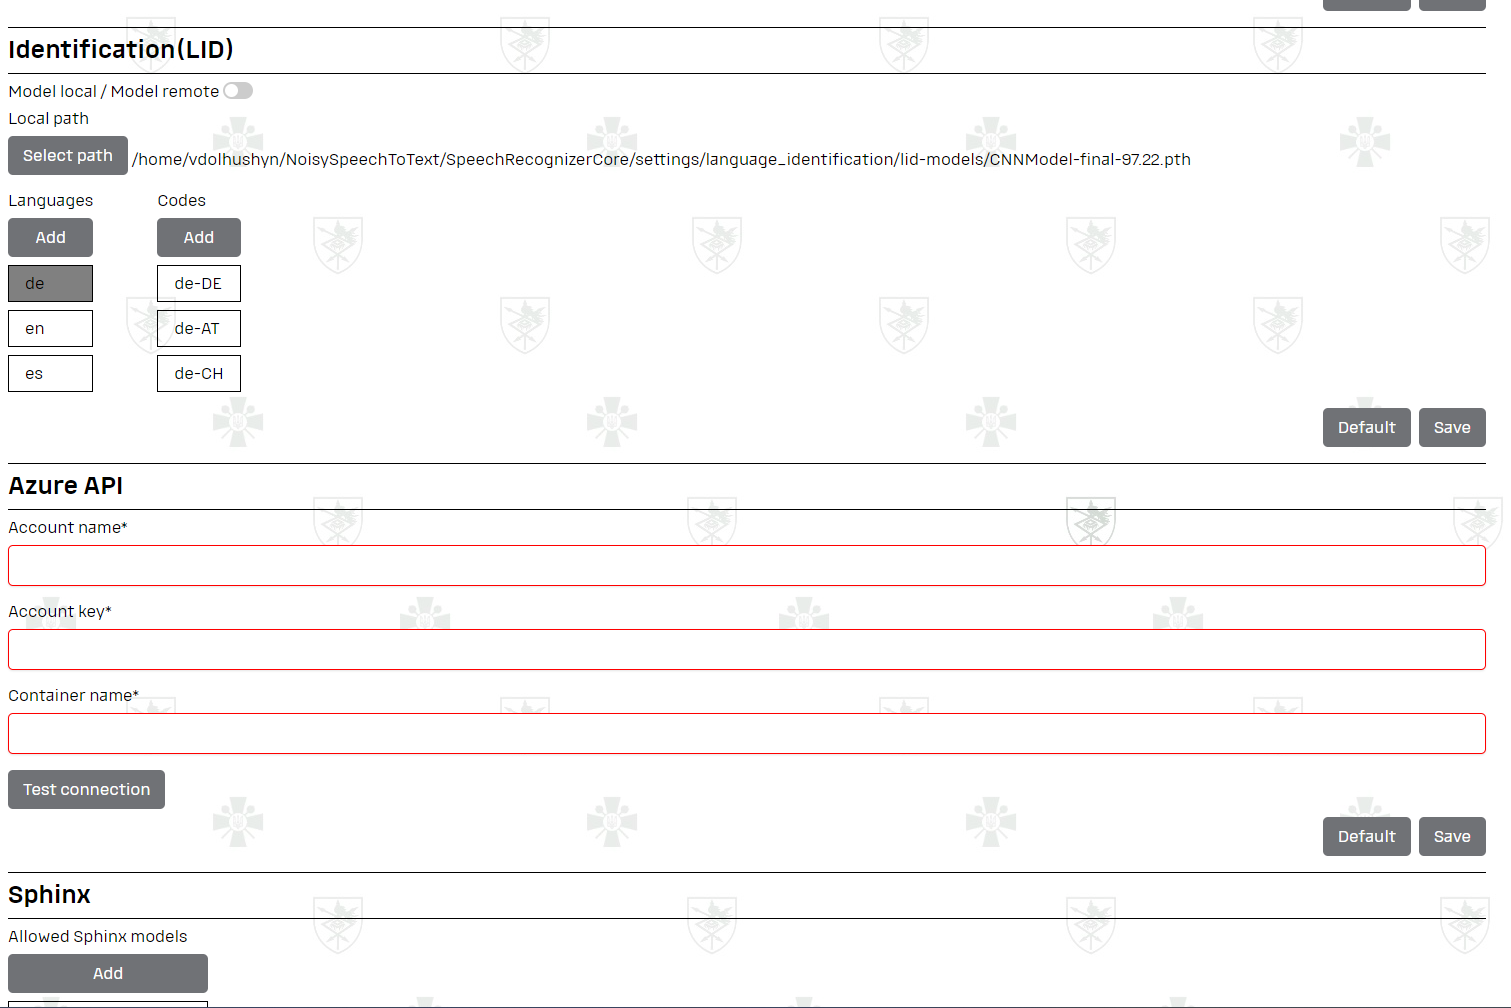 Identification(LID)
Model local / Model remote
Local path
Select path /home/vdolhushyn/NoisySpeechToText/SpeechRecognizerCore/settings/language_identification/lid-models/CNNModel-final-97.22.pth
Languages Codes
Add Add
de de-DE
en de-AT
es de-CH
Default Save
Azure API
Account name*
Account key*
Container name*
Test connection
Default Save
Sphinx
Allowed Sphinx models
Add